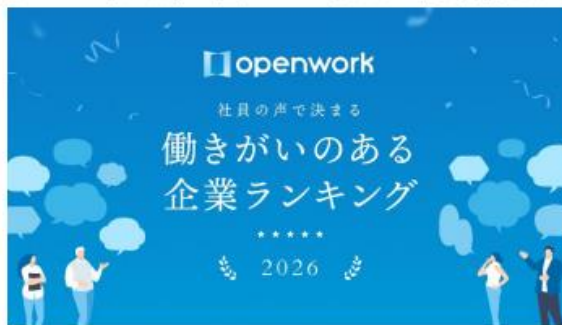 openwork
社員の声で決まる
働きがいのある
企業ランキング
★★★★★
2026